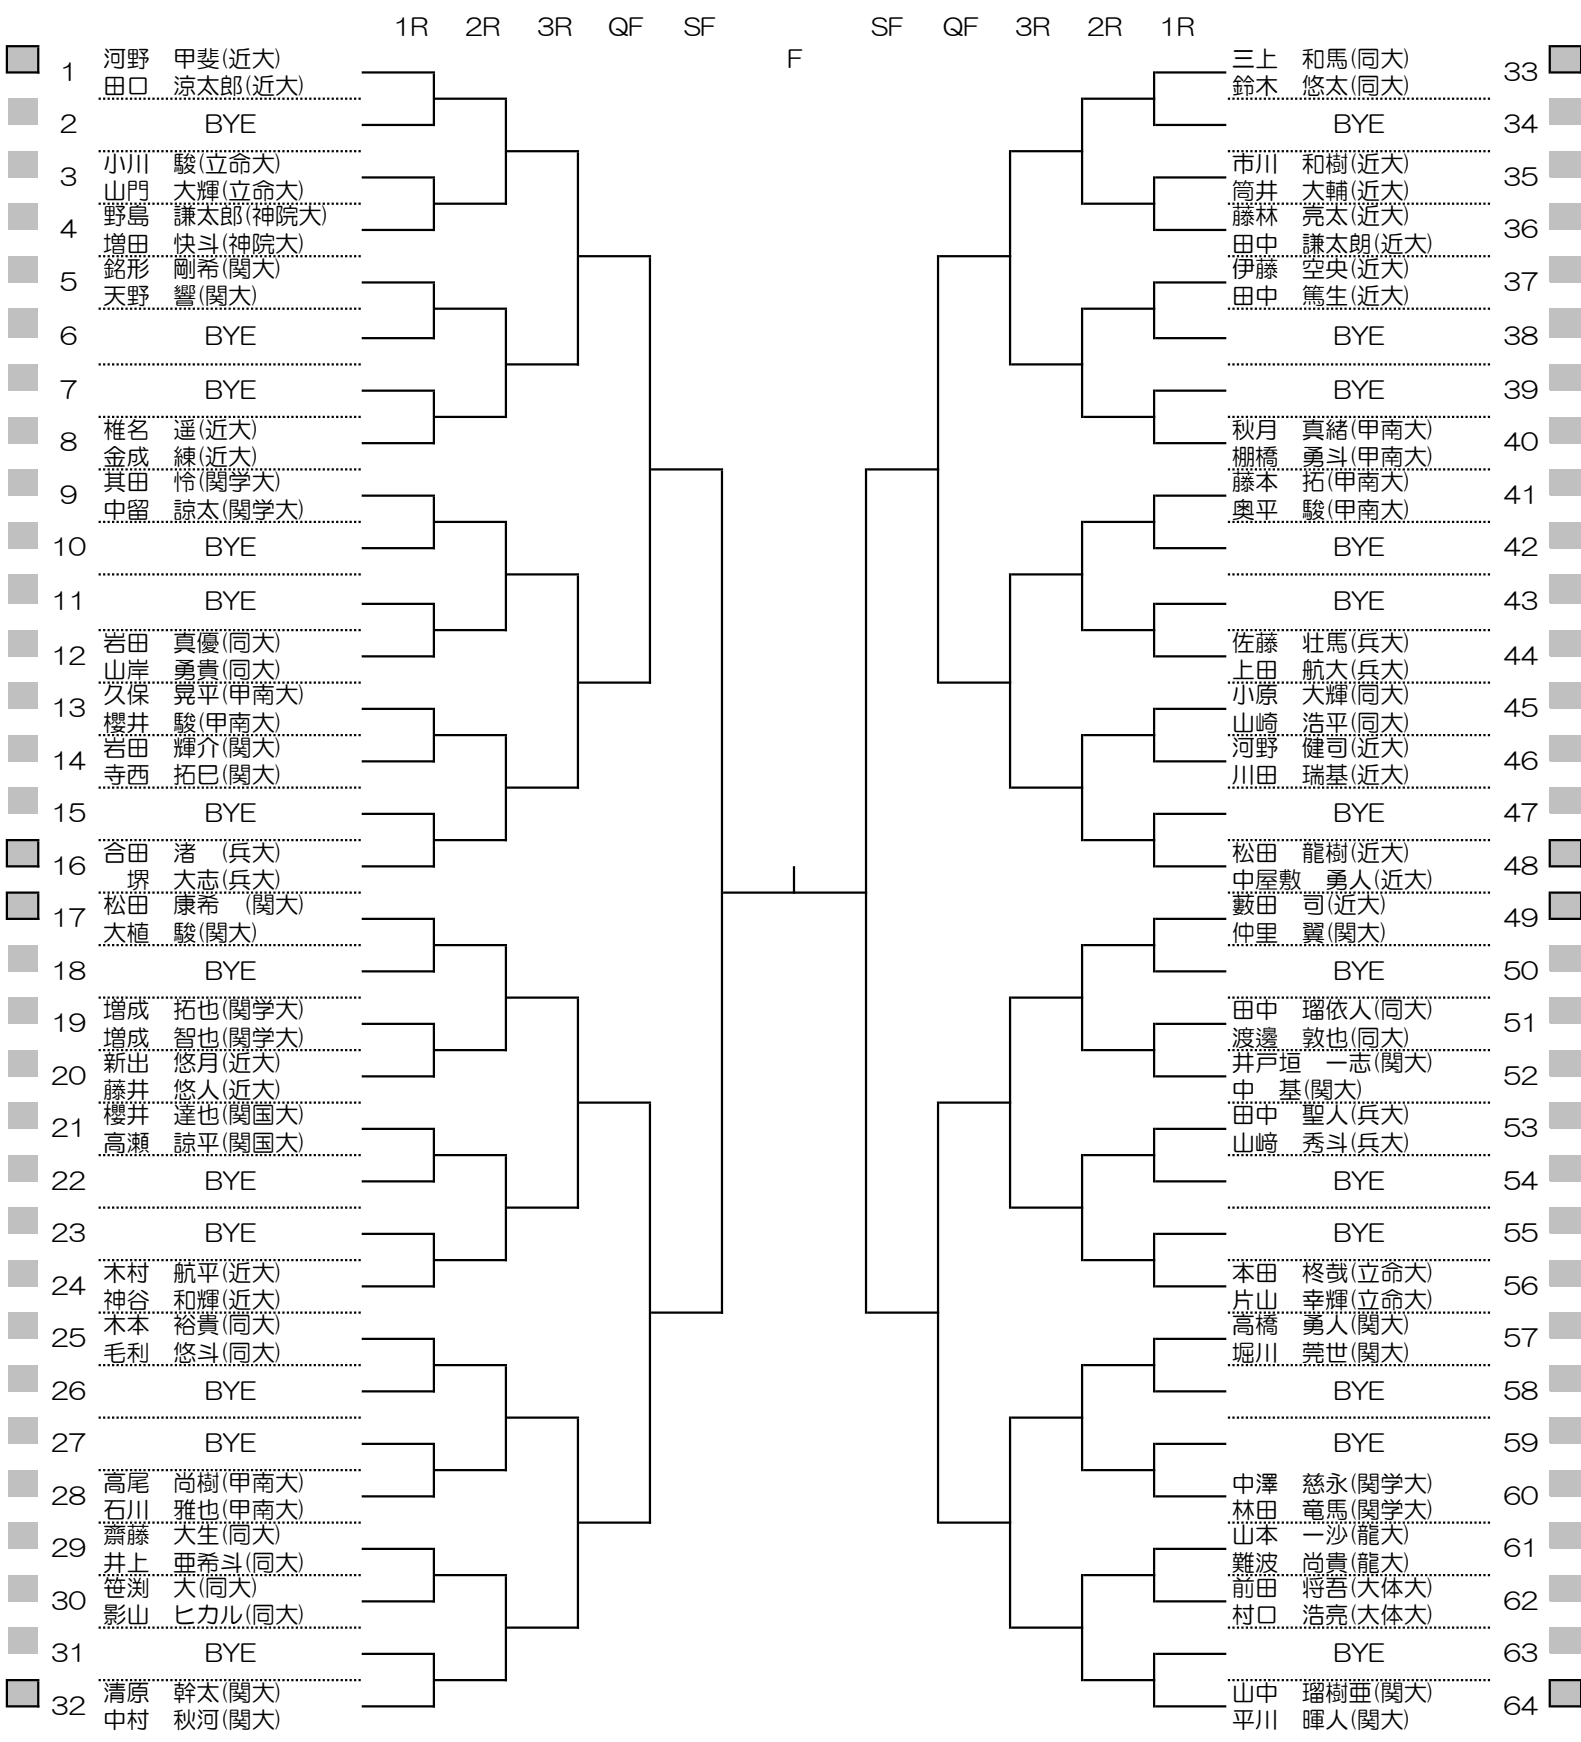 1R 2R 3R QF SF F SF QF 3R 2R 1R
1 河野 甲斐(近大)
田口 涼太郎(近大)
2 BYE
3 小川 駿(立命大)
山門 大輝(立命大)
4 野島 謙太郎(神院大)
増田 快斗(神院大)
5 銘形 剛希(関大)
天野 響(関大)
6 BYE
7 BYE
8 椎名 遥(近大)
金成 練(近大)
9 其田 怜(関学大)
中留 諒太(関学大)
10 BYE
11 BYE
12 岩田 真優(同大)
山岸 勇貴(同大)
13 久保 晃平(甲南大)
櫻井 駿(甲南大)
14 岩田 輝介(関大)
寺西 拓巳(関大)
15 BYE
16 合田 渚 (兵大)
堺 大志(兵大)
17 松田 康希 (関大)
大植 駿(関大)
18 BYE
19 増成 拓也(関学大)
増成 智也(関学大)
20 新出 悠月(近大)
藤井 悠人(近大)
21 櫻井 達也(関国大)
高瀬 諒平(関国大)
22 BYE
23 BYE
24 木村 航平(近大)
神谷 和輝(近大)
25 木本 裕貴(同大)
毛利 悠斗(同大)
26 BYE
27 BYE
28 高尾 尚樹(甲南大)
石川 雅也(甲南大)
29 齋藤 大生(同大)
井上 亜希斗(同大)
30 笹渕 大(同大)
影山 ヒカル(同大)
31 BYE
32 清原 幹太(関大)
中村 秋河(関大)
三上 和馬(同大) 33
鈴木 悠太(同大)
BYE 34
市川 和樹(近大) 35
筒井 大輔(近大)
藤林 亮太(近大) 36
田中 謙太朗(近大)
伊藤 空央(近大) 37
田中 篤生(近大)
BYE 38
BYE 39
秋月 真緒(甲南大) 40
棚橋 勇斗(甲南大)
藤本 拓(甲南大) 41
奥平 駿(甲南大)
BYE 42
BYE 43
佐藤 壮馬(兵大) 44
上田 航大(兵大)
小原 大輝(同大) 45
山崎 浩平(同大)
河野 健司(近大) 46
川田 瑞基(近大)
BYE 47
松田 龍樹(近大) 48
中屋敷 勇人(近大)
藪田 司(近大) 49
仲里 翼(関大)
BYE 50
田中 瑠依人(同大) 51
渡邊 敦也(同大)
井戸垣 一志(関大) 52
中 基(関大)
田中 聖人(兵大) 53
山﨑 秀斗(兵大)
BYE 54
BYE 55
本田 柊哉(立命大) 56
片山 幸輝(立命大)
高橋 勇人(関大) 57
堀川 莞世(関大)
BYE 58
BYE 59
中澤 慈永(関学大) 60
林田 竜馬(関学大)
山本 一沙(龍大) 61
難波 尚貴(龍大)
前田 将吾(大体大) 62
村口 浩亮(大体大)
BYE 63
山中 瑠樹亜(関大) 64
平川 暉人(関大)